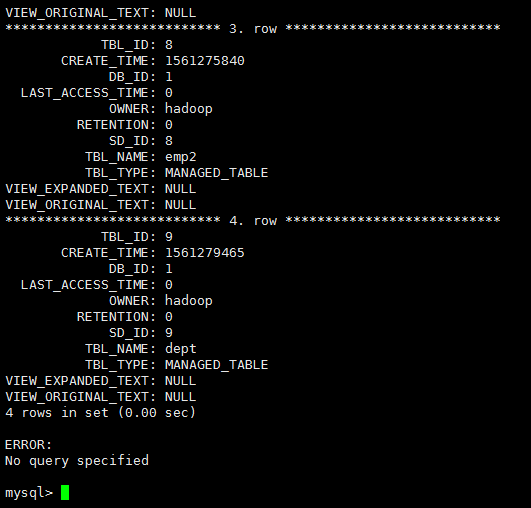 VIEW_ORIGINAL_TEXT: NULL
*************************** 3. row ***************************
TBL_ID: 8
CREATE_TIME: 1561275840
DB_ID: 1
LAST_ACCESS_TIME: 0
OWNER: hadoop
RETENTION: 0
SD_ID: 8
TBL_NAME: emp2
TBL_TYPE: MANAGED_TABLE
VIEW_EXPANDED_TEXT: NULL
VIEW_ORIGINAL_TEXT: NULL
*************************** 4. row ***************************
TBL_ID: 9
CREATE_TIME: 1561279465
DB_ID: 1
LAST_ACCESS_TIME: 0
OWNER: hadoop
RETENTION: 0
SD_ID: 9
TBL_NAME: dept
TBL_TYPE: MANAGED_TABLE
VIEW_EXPANDED_TEXT: NULL
VIEW_ORIGINAL_TEXT: NULL
4 rows in set (0.00 sec)
ERROR:
No query specified
mysql>